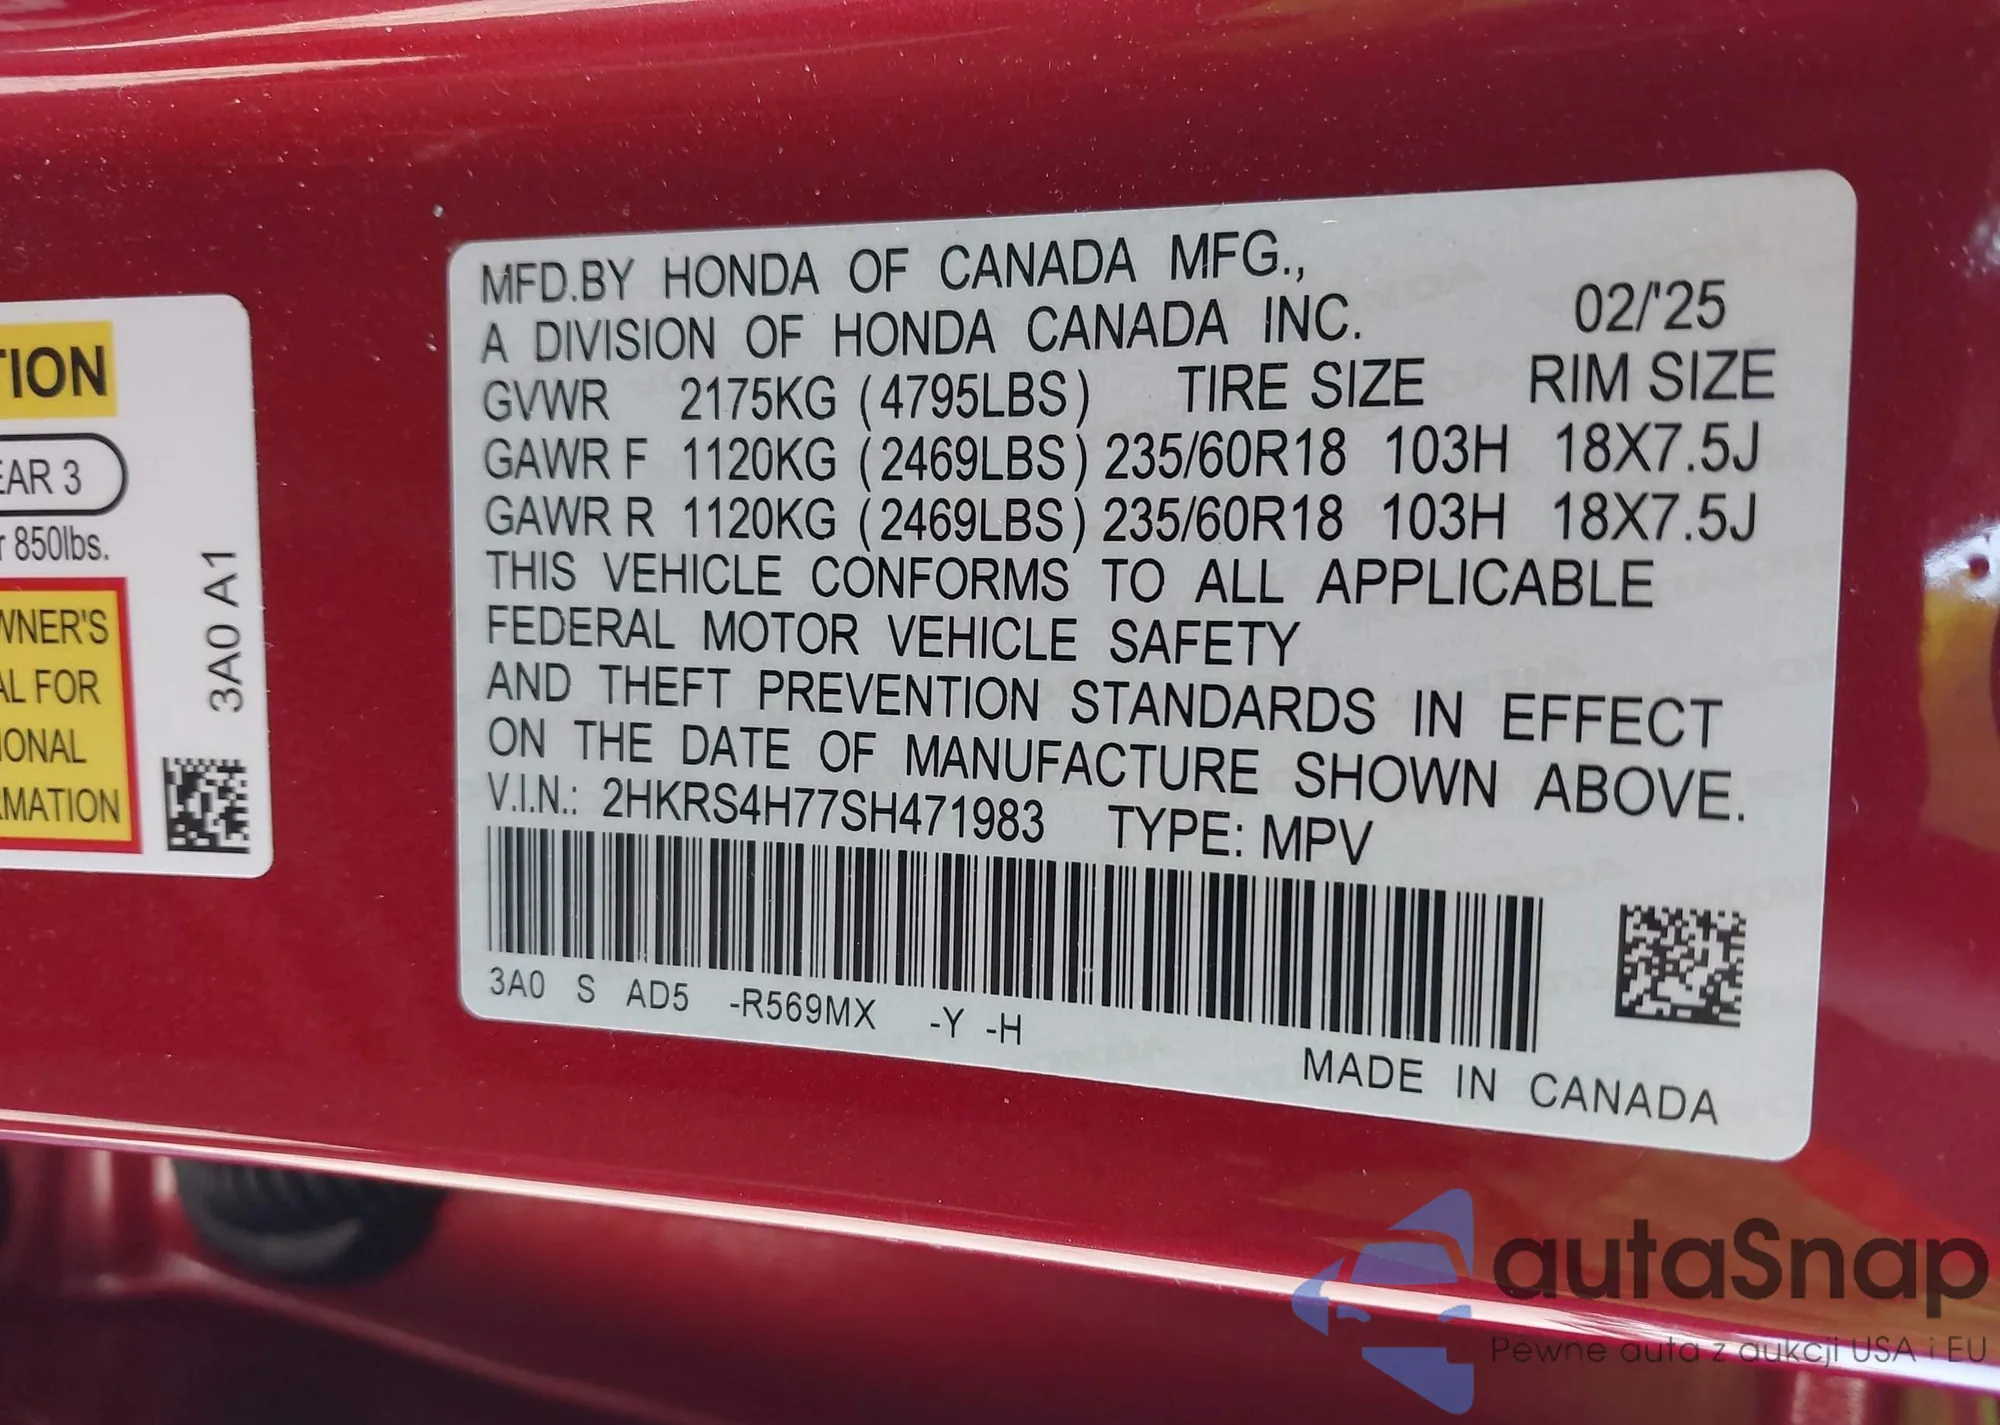 TION
EAR 3
r 850lbs.
WNER'S
AL FOR
IONAL
RMATION
3A0 A1
MFD.BY HONDA OF CANADA MFG.,
A DIVISION OF HONDA CANADA INC. 02/'25
GVWR 2175KG (4795LBS) TIRE SIZE RIM SIZE
GAWR F 1120KG (2469LBS) 235/60R18 103H 18X7.5J
GAWR R 1120KG (2469LBS) 235/60R18 103H 18X7.5J
THIS VEHICLE CONFORMS TO ALL APPLICABLE
FEDERAL MOTOR VEHICLE SAFETY
AND THEFT PREVENTION STANDARDS IN EFFECT
ON THE DATE OF MANUFACTURE SHOWN ABOVE.
V.I.N.: 2HKRS4H77SH471983 TYPE: MPV
3A0 S AD5 -R569MX -Y -H
MADE IN CANADA
autaSnap
Pewne auta z aukcji USA i EU